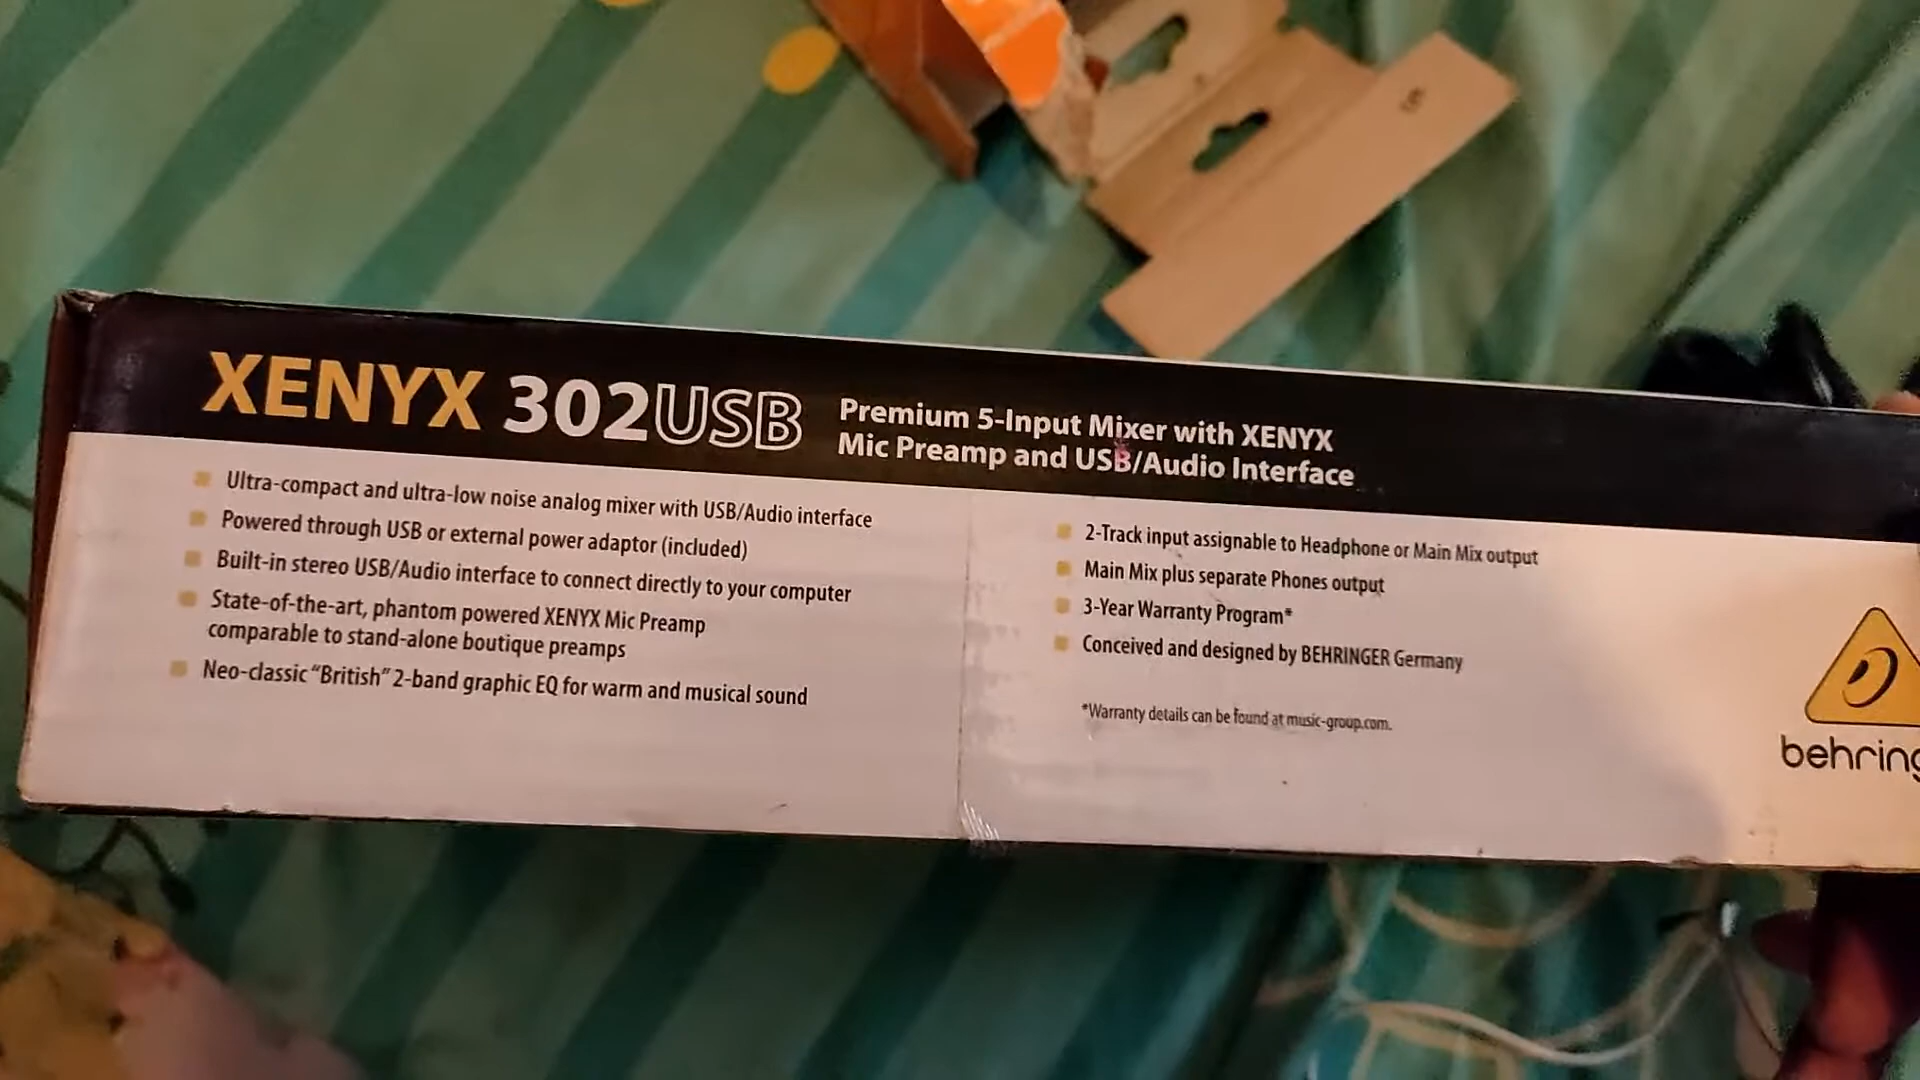 XENYX 302USB
Premium 5-Input Mixer with XENYX
Mic Preamp and USB/Audio Interface
Ultra-compact and ultra-low noise analog mixer with USB/Audio interface
Powered through USB or external power adaptor (included)
Built-in stereo USB/Audio interface to connect directly to your computer
State-of-the-art, phantom powered XENYX Mic Preamp
comparable to stand-alone boutique preamps
Neo-classic “British” 2-band graphic EQ for warm and musical sound
2-Track input assignable to Headphone or Main Mix output
Main Mix plus separate Phones output
3-Year Warranty Program*
Conceived and designed by BEHRINGER Germany
*Warranty details can be found at music-group.com.
behring